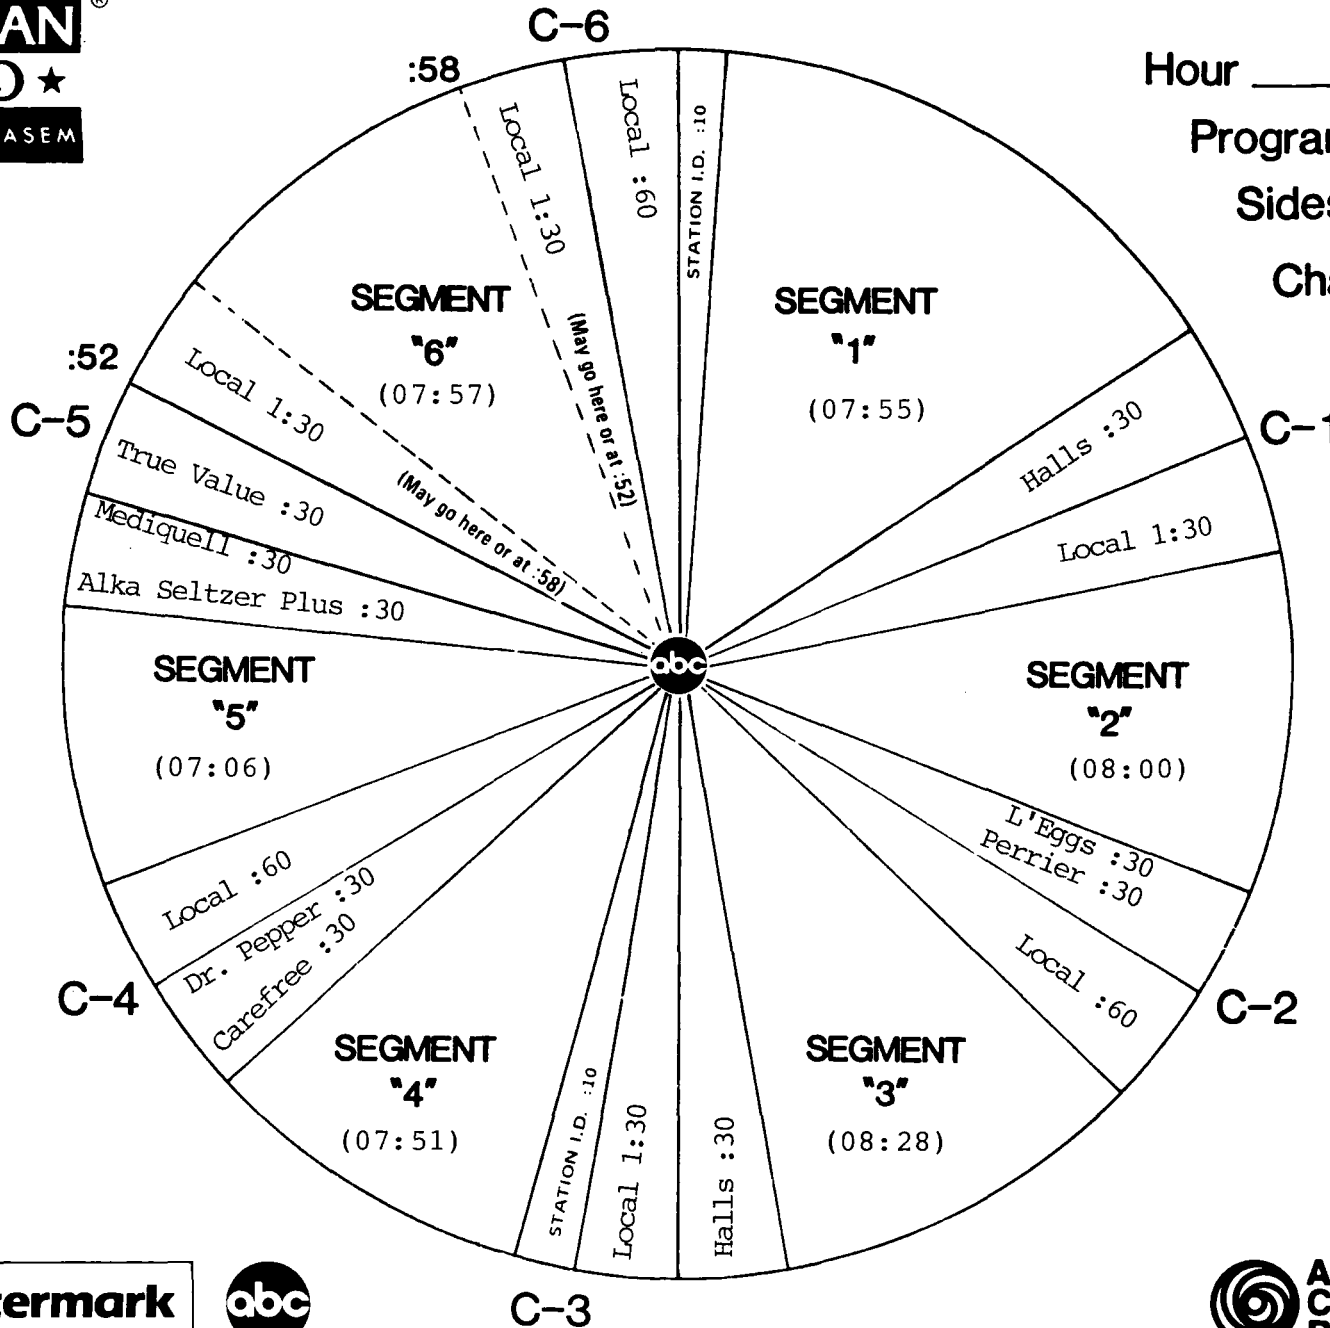 AN ®
ASEM
Hour
:58
C-6
C-5
:52
C-1
Local 1:30
Local :60
STATION I.D. :10
SEGMENT
"6"
(07:57)
(May go here or at :52)
SEGMENT
"1"
(07:55)
Halls :30
Local 1:30
Local 1:30
(May go here or at :58)
True Value :30
Mediquell :30
Alka Seltzer Plus :30
abc
SEGMENT
"5"
(07:06)
SEGMENT
"2"
(08:00)
L'Eggs :30
Perrier :30
Local :60
C-2
Local :60
Dr. Pepper :30
Carefree :30
C-4
SEGMENT
"4"
(07:51)
STATION I.D. :10
Local 1:30
Halls :30
SEGMENT
"3"
(08:28)
C-3
termark
abc